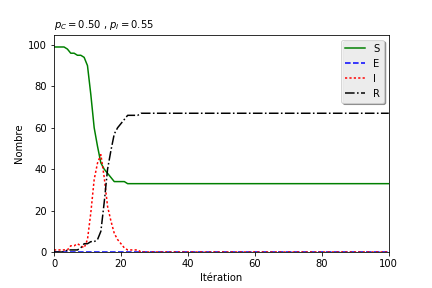 p_C = 0.50 , p_I = 0.55
100
80
60
40
20
0
Nombre
S
E
I
R
0 20 40 60 80 100
Itération